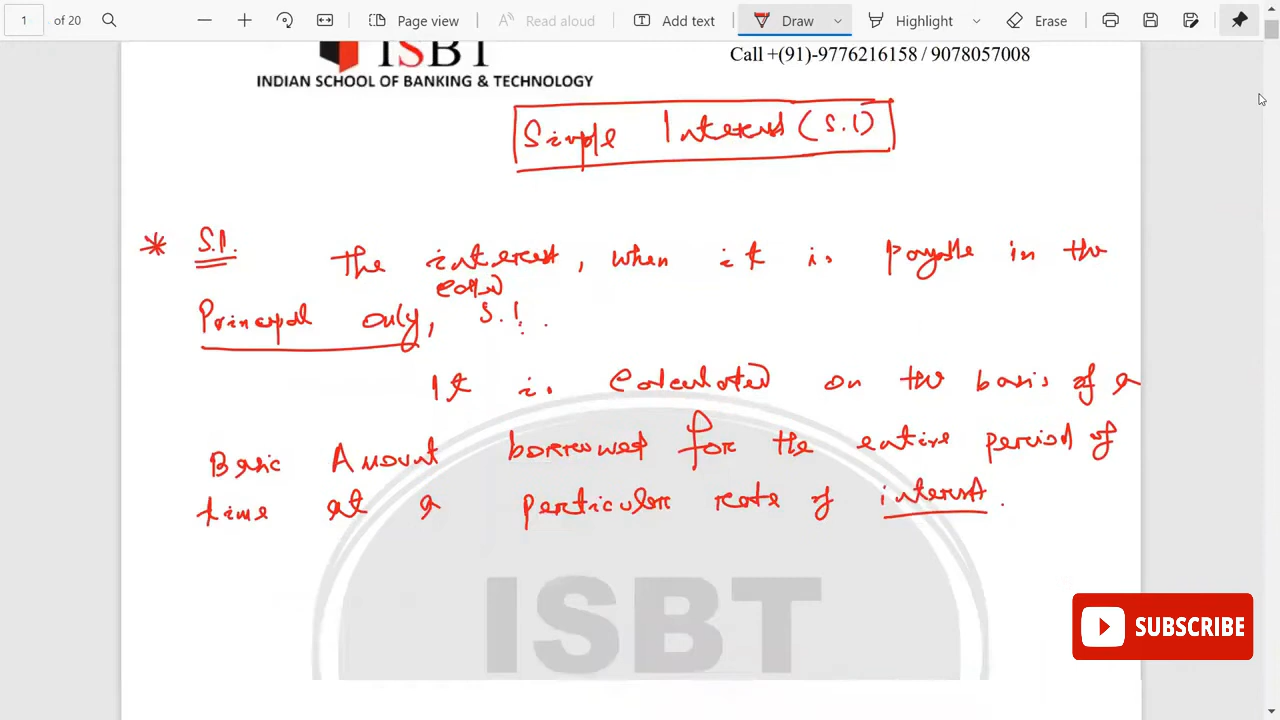 1 of 20 Page view Read aloud Add text Draw Highlight Erase
ISBT Call +(91)-9776216158 / 9078057008
INDIAN SCHOOL OF BANKING & TECHNOLOGY
Simple Interest (S.I)
* S.I. The interest, when it is payable in the
called
Principal only, S.I.
It is calculated on the basis of a
Basic Amount borrowed for the entire period of
time at a particular rate of interest.
ISBT
SUBSCRIBE